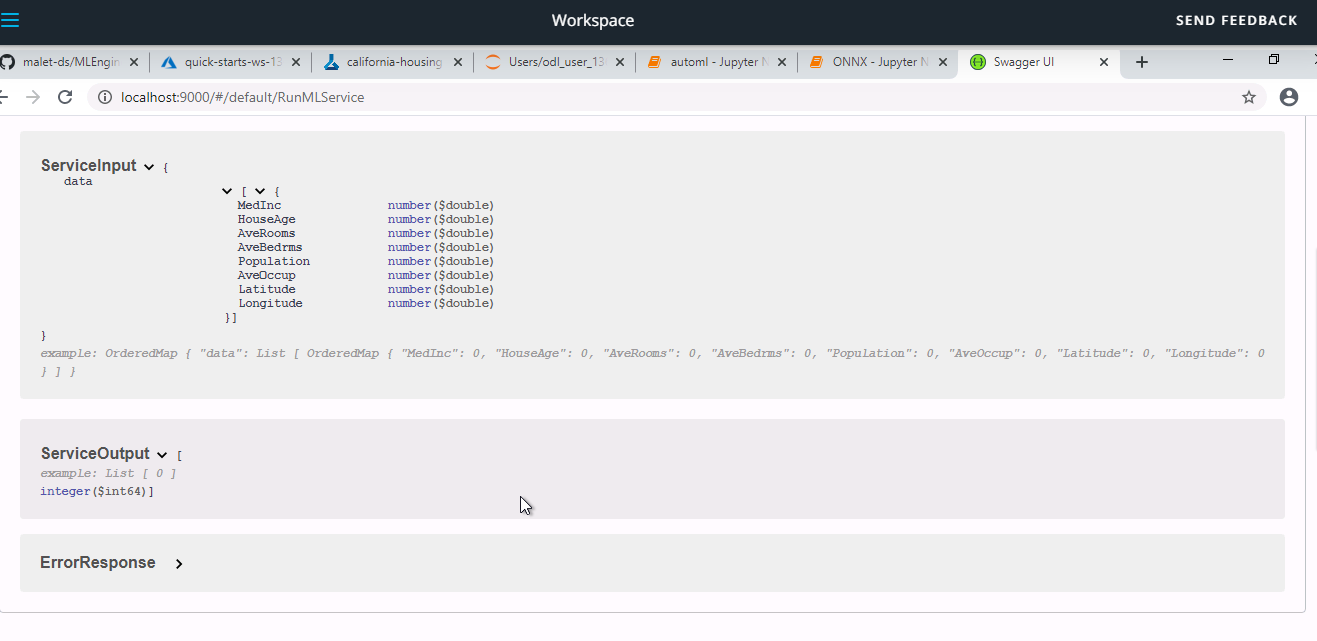 Workspace
SEND FEEDBACK
malet-ds/MLEngin
quick-starts-ws-13
california-housing
Users/odl_user_13
automl - Jupyter N
ONNX - Jupyter N
Swagger UI
localhost:9000/#/default/RunMLService
ServiceInput {
data
[ {
MedInc number($double)
HouseAge number($double)
AveRooms number($double)
AveBedrms number($double)
Population number($double)
AveOccup number($double)
Latitude number($double)
Longitude number($double)
}]
}
example: OrderedMap { "data": List [ OrderedMap { "MedInc": 0, "HouseAge": 0, "AveRooms": 0, "AveBedrms": 0, "Population": 0, "AveOccup": 0, "Latitude": 0, "Longitude": 0
} ] }
ServiceOutput [
example: List [ 0 ]
integer($int64)]
ErrorResponse